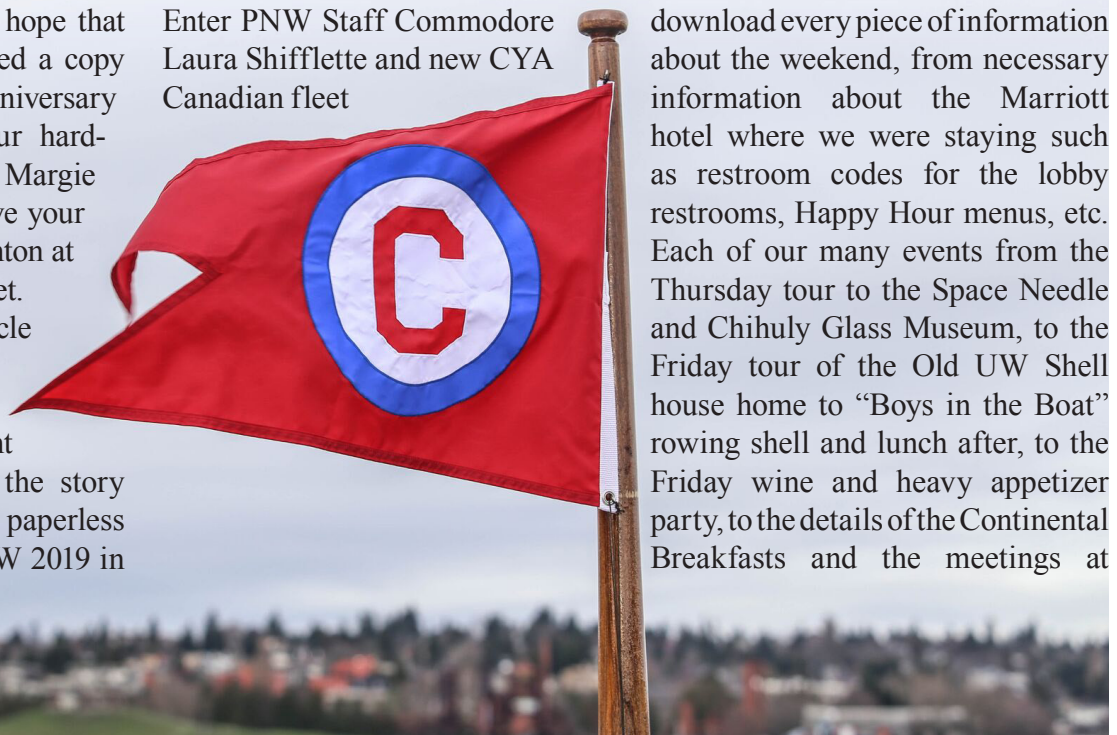 hope that
ed a copy
niversary
ur hard-
Margie
ve your
nton at
et.
cle
nt
the story
paperless
W 2019 in
Enter PNW Staff Commodore
Laura Shifflette and new CYA
Canadian fleet
C
download every piece of information
about the weekend, from necessary
information about the Marriott
hotel where we were staying such
as restroom codes for the lobby
restrooms, Happy Hour menus, etc.
Each of our many events from the
Thursday tour to the Space Needle
and Chihuly Glass Museum, to the
Friday tour of the Old UW Shell
house home to “Boys in the Boat”
rowing shell and lunch after, to the
Friday wine and heavy appetizer
party, to the details of the Continental
Breakfasts and the meetings at